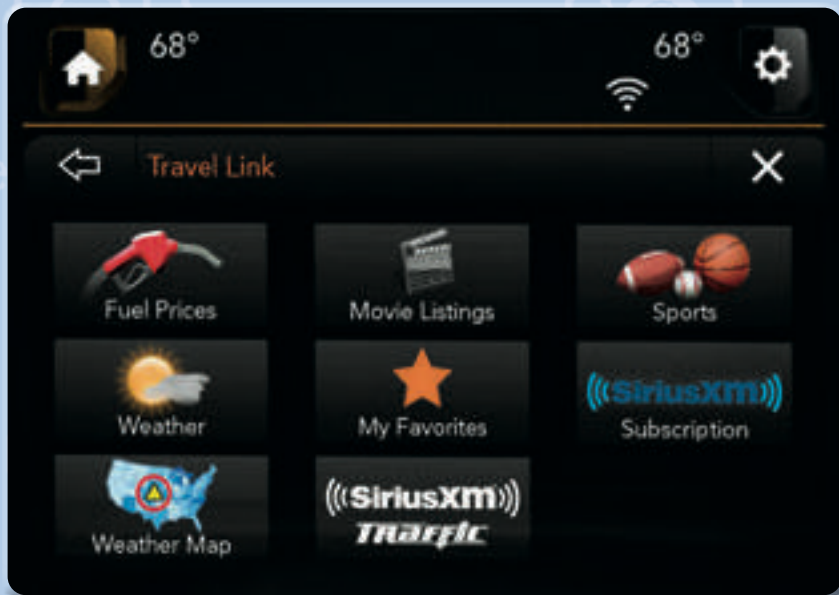 68°
68°
Travel Link
Fuel Prices
Movie Listings
Sports
Weather
My Favorites
SiriusXM
Subscription
Weather Map
SiriusXM
Traffic